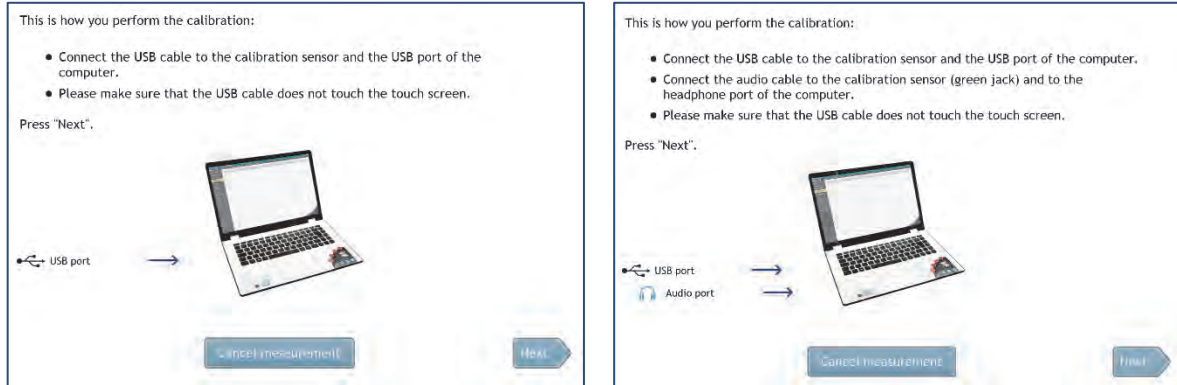 This is how you perform the calibration:
• Connect the USB cable to the calibration sensor and the USB port of the
computer.
• Please make sure that the USB cable does not touch the touch screen.
Press "Next".
USB port
Cancel measurement
Next
This is how you perform the calibration:
• Connect the USB cable to the calibration sensor and the USB port of the computer.
• Connect the audio cable to the calibration sensor (green jack) and to the
headphone port of the computer.
• Please make sure that the USB cable does not touch the touch screen.
Press "Next".
USB port
Audio port
Cancel measurement
Next